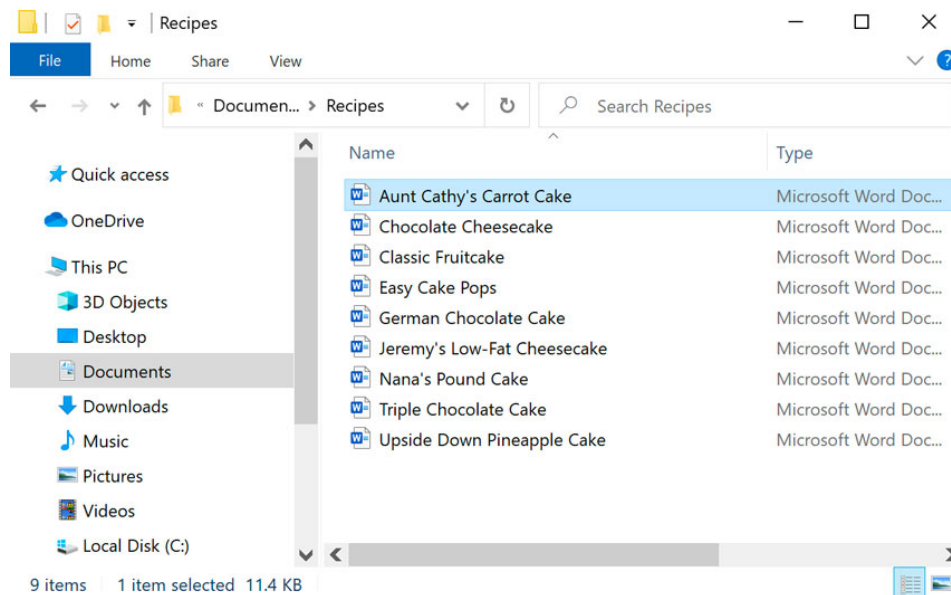 Recipes
File Home Share View
« Documen... > Recipes
Search Recipes
Quick access
OneDrive
This PC
3D Objects
Desktop
Documents
Downloads
Music
Pictures
Videos
Local Disk (C:)
Name Type
Aunt Cathy's Carrot Cake Microsoft Word Doc...
Chocolate Cheesecake Microsoft Word Doc...
Classic Fruitcake Microsoft Word Doc...
Easy Cake Pops Microsoft Word Doc...
German Chocolate Cake Microsoft Word Doc...
Jeremy's Low-Fat Cheesecake Microsoft Word Doc...
Nana's Pound Cake Microsoft Word Doc...
Triple Chocolate Cake Microsoft Word Doc...
Upside Down Pineapple Cake Microsoft Word Doc...
9 items 1 item selected 11.4 KB